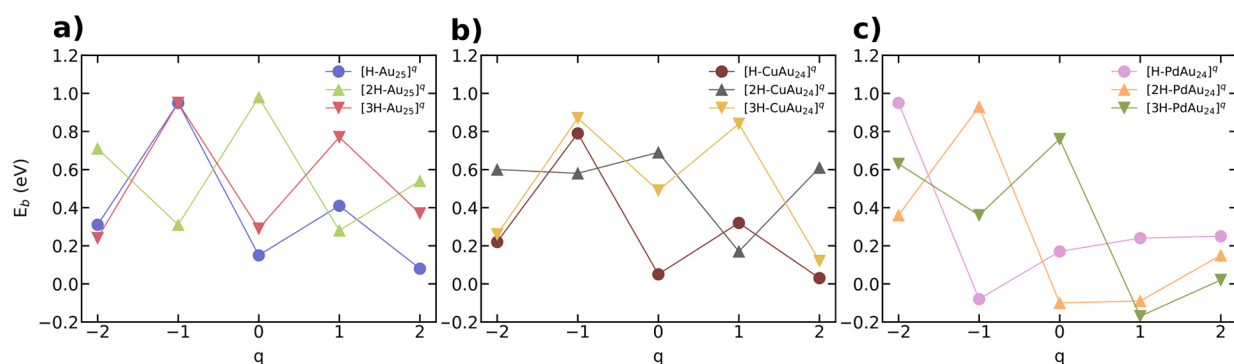 a)
E_b (eV)
1.2
1.0
0.8
0.6
0.4
0.2
0.0
−0.2
−2
−1
0
1
2
q
[H-Au₂₅]^q
[2H-Au₂₅]^q
[3H-Au₂₅]^q
b)
1.2
1.0
0.8
0.6
0.4
0.2
0.0
−0.2
−2
−1
0
1
2
q
[H-CuAu₂₄]^q
[2H-CuAu₂₄]^q
[3H-CuAu₂₄]^q
c)
1.2
1.0
0.8
0.6
0.4
0.2
0.0
−0.2
−2
−1
0
1
2
q
[H-PdAu₂₄]^q
[2H-PdAu₂₄]^q
[3H-PdAu₂₄]^q